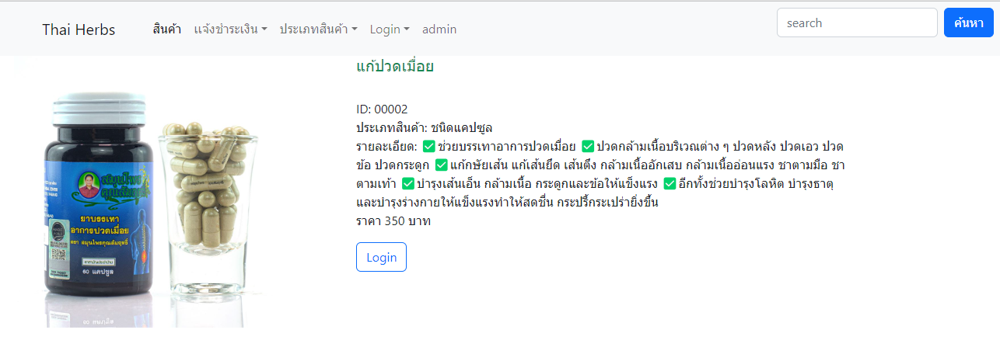 Thai Herbs
สินค้า
แจ้งชำระเงิน
ประเภทสินค้า
Login
admin
search
ค้นหา
แก้ปวดเมื่อย
ID: 00002
ประเภทสินค้า: ชนิดแคปซูล
รายละเอียด: ✅ช่วยบรรเทาอาการปวดเมื่อย ✅ปวดกล้ามเนื้อบริเวณต่าง ๆ ปวดหลัง ปวดเอว ปวด
ข้อ ปวดกระดูก ✅แก้กษัยเส้น แก้เส้นยึด เส้นตึง กล้ามเนื้ออักเสบ กล้ามเนื้ออ่อนแรง ชาตามมือ ชา
ตามเท้า ✅บำรุงเส้นเอ็น กล้ามเนื้อ กระดูกและข้อให้แข็งแรง ✅อีกทั้งช่วยบำรุงโลหิต บำรุงธาตุ
และบำรุงร่างกายให้แข็งแรงทำให้สดชื่น กระปรี้กระเปร่ายิ่งขึ้น
ราคา 350 บาท
Login
ยาบรรเทา
อาการปวดเมื่อย
60 แคปซูล